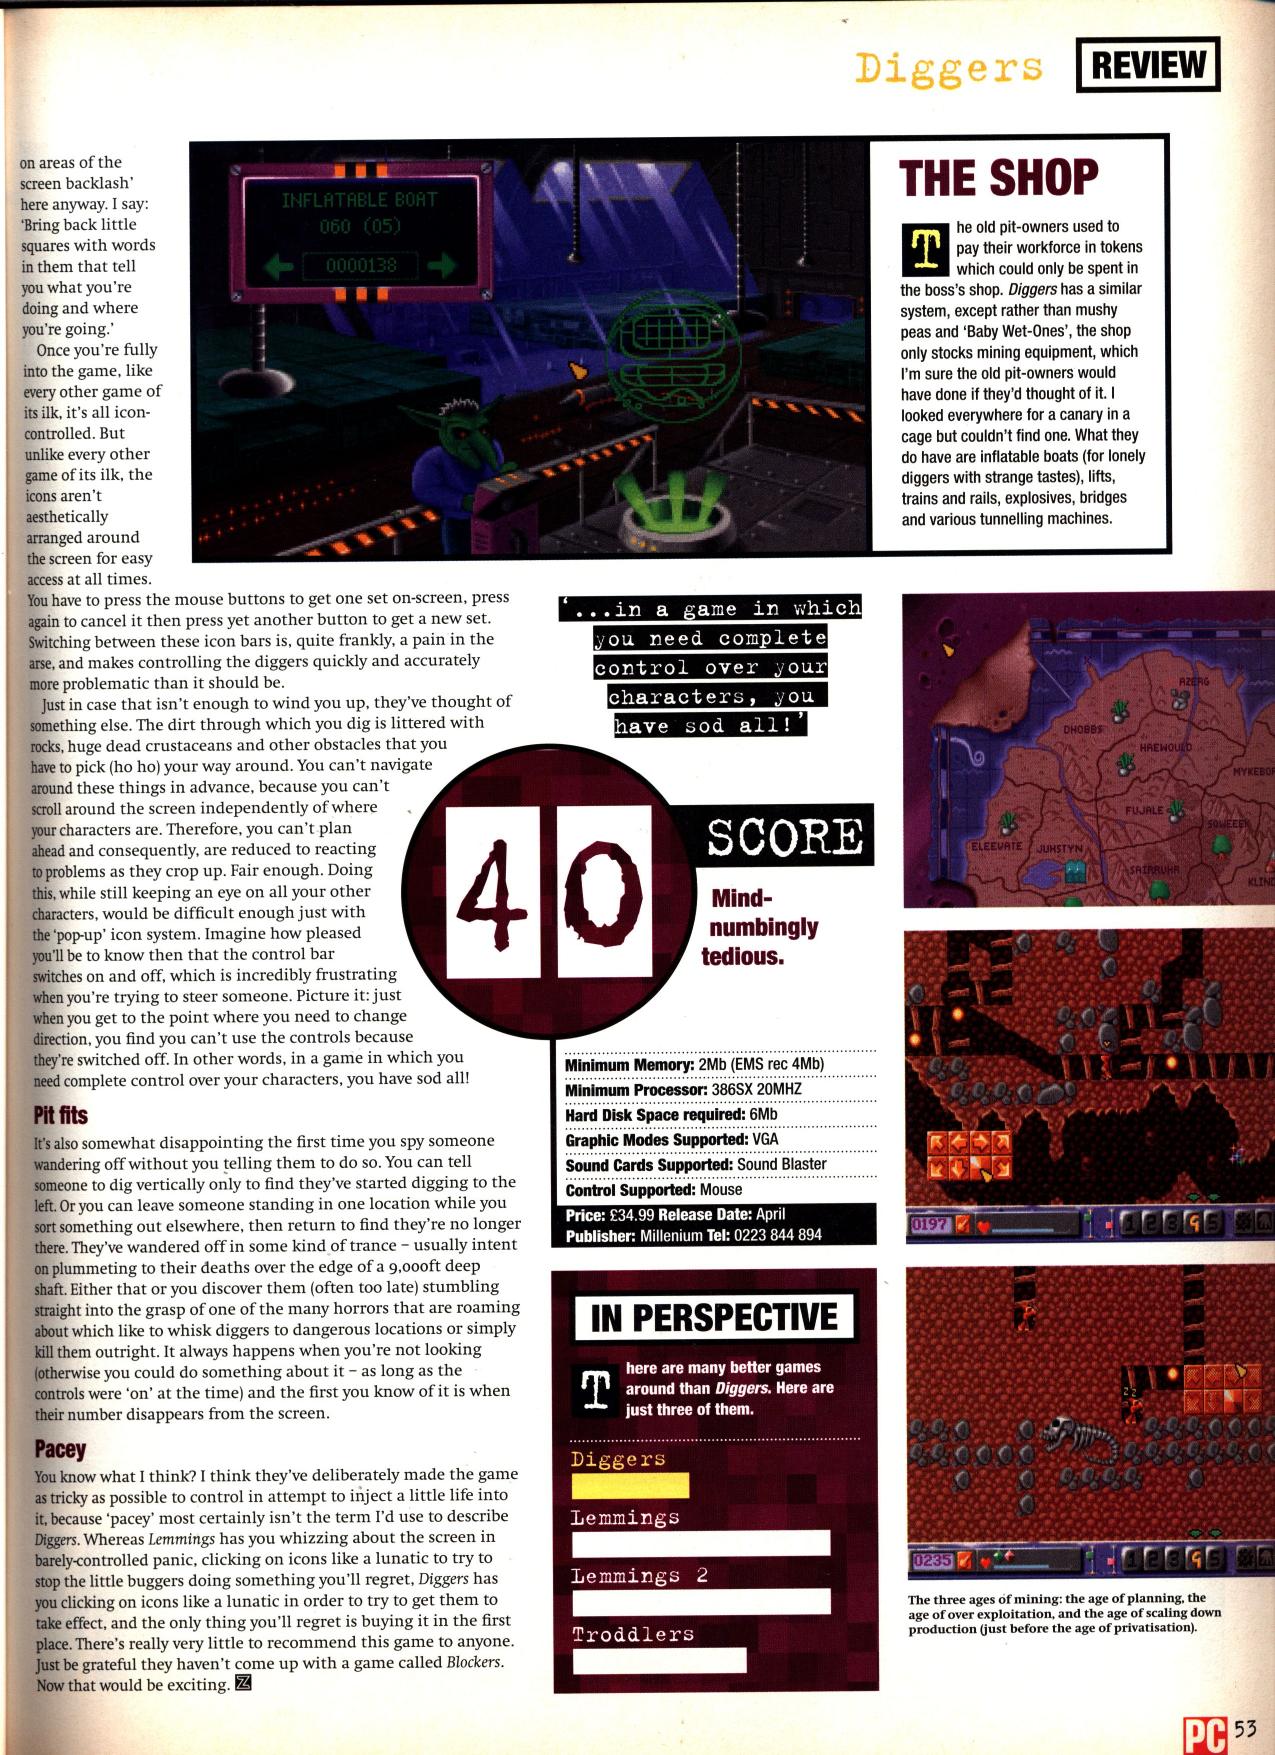 Diggers REVIEW
on areas of the
screen backlash'
here anyway. I say:
'Bring back little
squares with words
in them that tell
you what you're
doing and where
you're going.'
Once you're fully
into the game, like
every other game of
its ilk, it's all icon-
controlled. But
unlike every other
game of its ilk, the
icons aren't
aesthetically
arranged around
the screen for easy
access at all times.
You have to press the mouse buttons to get one set on-screen, press
again to cancel it then press yet another button to get a new set.
Switching between these icon bars is, quite frankly, a pain in the
arse, and makes controlling the diggers quickly and accurately
more problematic than it should be.
Just in case that isn't enough to wind you up, they've thought of
something else. The dirt through which you dig is littered with
rocks, huge dead crustaceans and other obstacles that you
have to pick (ho ho) your way around. You can't navigate
around these things in advance, because you can't
scroll around the screen independently of where
your characters are. Therefore, you can't plan
ahead and consequently, are reduced to reacting
to problems as they crop up. Fair enough. Doing
this, while still keeping an eye on all your other
characters, would be difficult enough just with
the 'pop-up' icon system. Imagine how pleased
you'll be to know then that the control bar
switches on and off, which is incredibly frustrating
when you're trying to steer someone. Picture it: just
when you get to the point where you need to change
direction, you find you can't use the controls because
they're switched off. In other words, in a game in which you
need complete control over your characters, you have sod all!
Pit fits
It's also somewhat disappointing the first time you spy someone
wandering off without you telling them to do so. You can tell
someone to dig vertically only to find they've started digging to the
left. Or you can leave someone standing in one location while you
sort something out elsewhere, then return to find they're no longer
there. They've wandered off in some kind of trance – usually intent
on plummeting to their deaths over the edge of a 9,000ft deep
shaft. Either that or you discover them (often too late) stumbling
straight into the grasp of one of the many horrors that are roaming
about which like to whisk diggers to dangerous locations or simply
kill them outright. It always happens when you're not looking
(otherwise you could do something about it – as long as the
controls were 'on' at the time) and the first you know of it is when
their number disappears from the screen.
Pacey
You know what I think? I think they've deliberately made the game
as tricky as possible to control in attempt to inject a little life into
it, because 'pacey' most certainly isn't the term I'd use to describe
Diggers. Whereas Lemmings has you whizzing about the screen in
barely-controlled panic, clicking on icons like a lunatic to try to
stop the little buggers doing something you'll regret, Diggers has
you clicking on icons like a lunatic in order to try to get them to
take effect, and the only thing you'll regret is buying it in the first
place. There's really very little to recommend this game to anyone.
Just be grateful they haven't come up with a game called Blockers.
Now that would be exciting. Z
INFLATABLE BOAT
060 (05)
0000138
THE SHOP
The old pit-owners used to
pay their workforce in tokens
which could only be spent in
the boss's shop. Diggers has a similar
system, except rather than mushy
peas and 'Baby Wet-Ones', the shop
only stocks mining equipment, which
I'm sure the old pit-owners would
have done if they'd thought of it. I
looked everywhere for a canary in a
cage but couldn't find one. What they
do have are inflatable boats (for lonely
diggers with strange tastes), lifts,
trains and rails, explosives, bridges
and various tunnelling machines.
'...in a game in which
you need complete
control over your
characters, you
have sod all!'
40
SCORE
Mind-
numbingly
tedious.
Minimum Memory: 2Mb (EMS rec 4Mb)
Minimum Processor: 386SX 20MHZ
Hard Disk Space required: 6Mb
Graphic Modes Supported: VGA
Sound Cards Supported: Sound Blaster
Control Supported: Mouse
Price: £34.99 Release Date: April
Publisher: Millenium Tel: 0223 844 894
IN PERSPECTIVE
There are many better games
around than Diggers. Here are
just three of them.
Diggers
Lemmings
Lemmings 2
Troddlers
AZERG
DHOBBS
HAEWOULD
MYKEBOR
FUJALE
SOWEEEK
ELEEVATE
JUHSTYN
SAIRRUHR
KLIN
0197
1 2 3 4 5
0235
1 2 3 4 5
The three ages of mining: the age of planning, the
age of over exploitation, and the age of scaling down
production (just before the age of privatisation).
PC 53